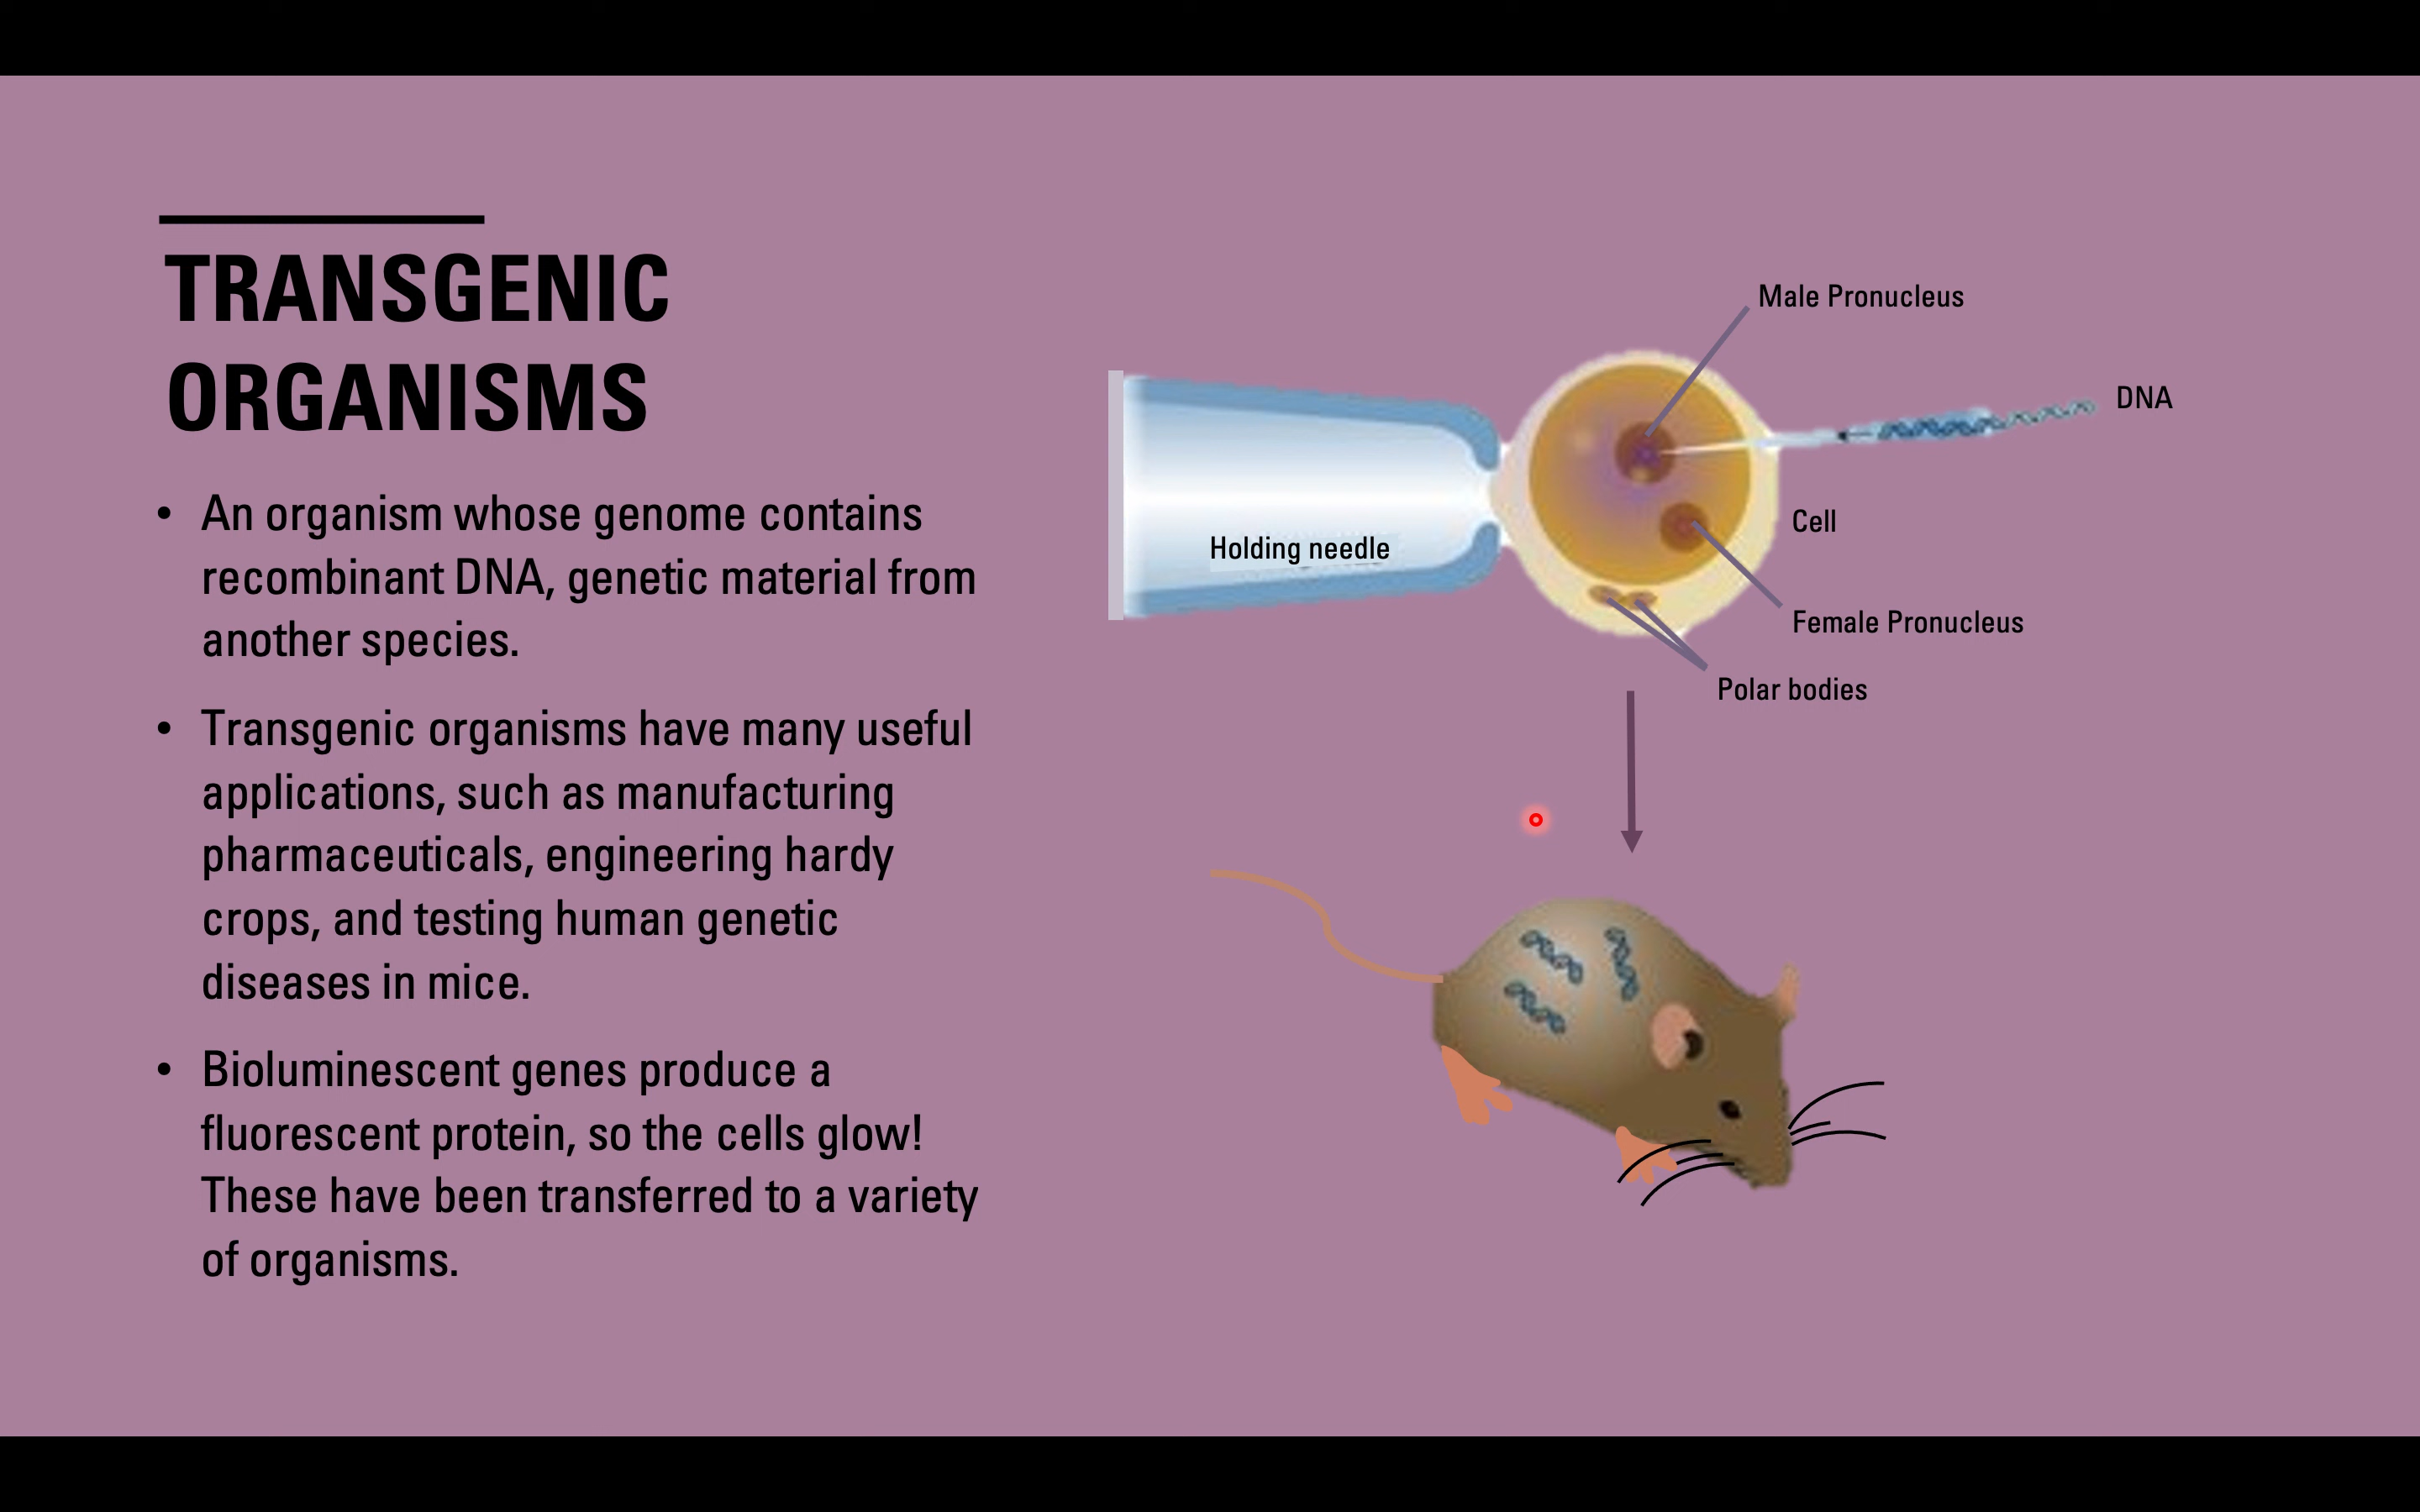 TRANSGENIC
ORGANISMS
• An organism whose genome contains
recombinant DNA, genetic material from
another species.
• Transgenic organisms have many useful
applications, such as manufacturing
pharmaceuticals, engineering hardy
crops, and testing human genetic
diseases in mice.
• Bioluminescent genes produce a
fluorescent protein, so the cells glow!
These have been transferred to a variety
of organisms.
Male Pronucleus
DNA
Cell
Holding needle
Female Pronucleus
Polar bodies